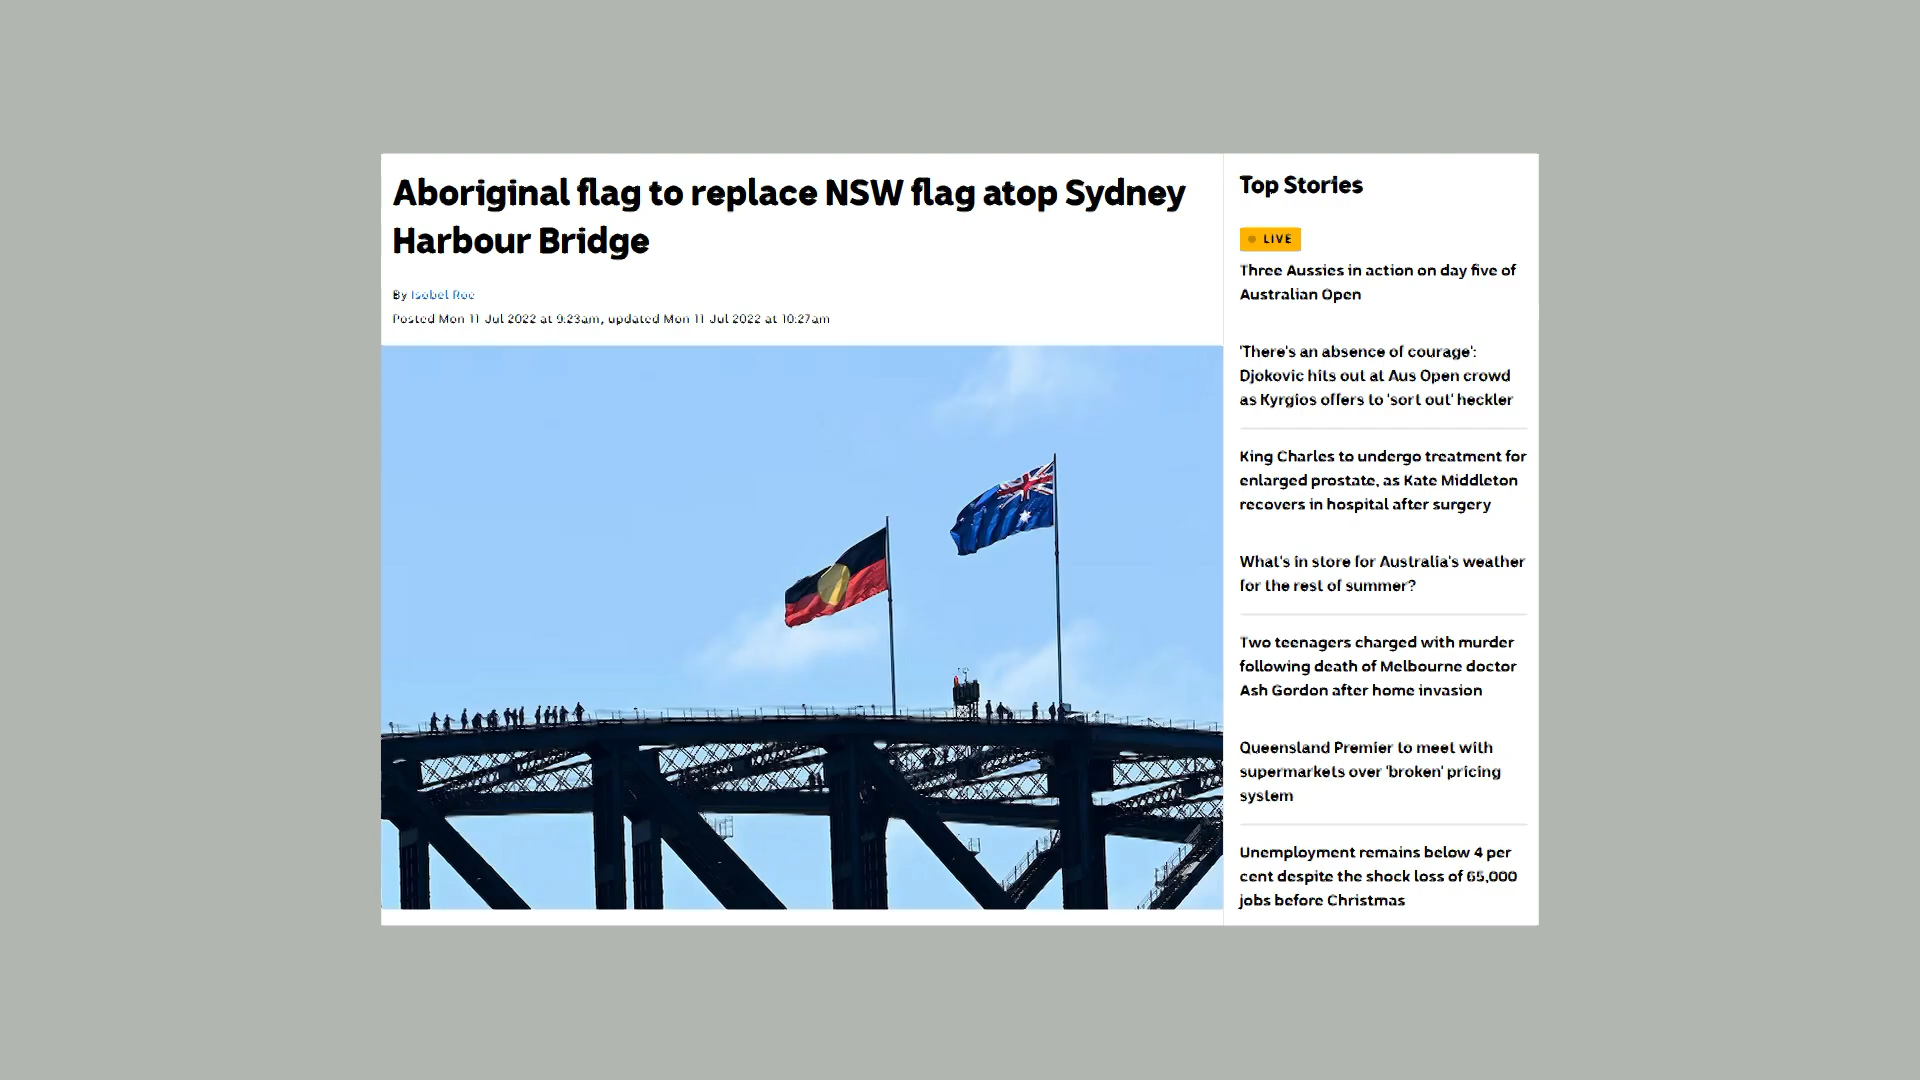 Aboriginal flag to replace NSW flag atop Sydney
Harbour Bridge
By Isobel Roe
Posted Mon 11 Jul 2022 at 9:23am, updated Mon 11 Jul 2022 at 10:27am
Top Stories
LIVE
Three Aussies in action on day five of
Australian Open
'There's an absence of courage':
Djokovic hits out at Aus Open crowd
as Kyrgios offers to 'sort out' heckler
King Charles to undergo treatment for
enlarged prostate, as Kate Middleton
recovers in hospital after surgery
What's in store for Australia's weather
for the rest of summer?
Two teenagers charged with murder
following death of Melbourne doctor
Ash Gordon after home invasion
Queensland Premier to meet with
supermarkets over 'broken' pricing
system
Unemployment remains below 4 per
cent despite the shock loss of 65,000
jobs before Christmas